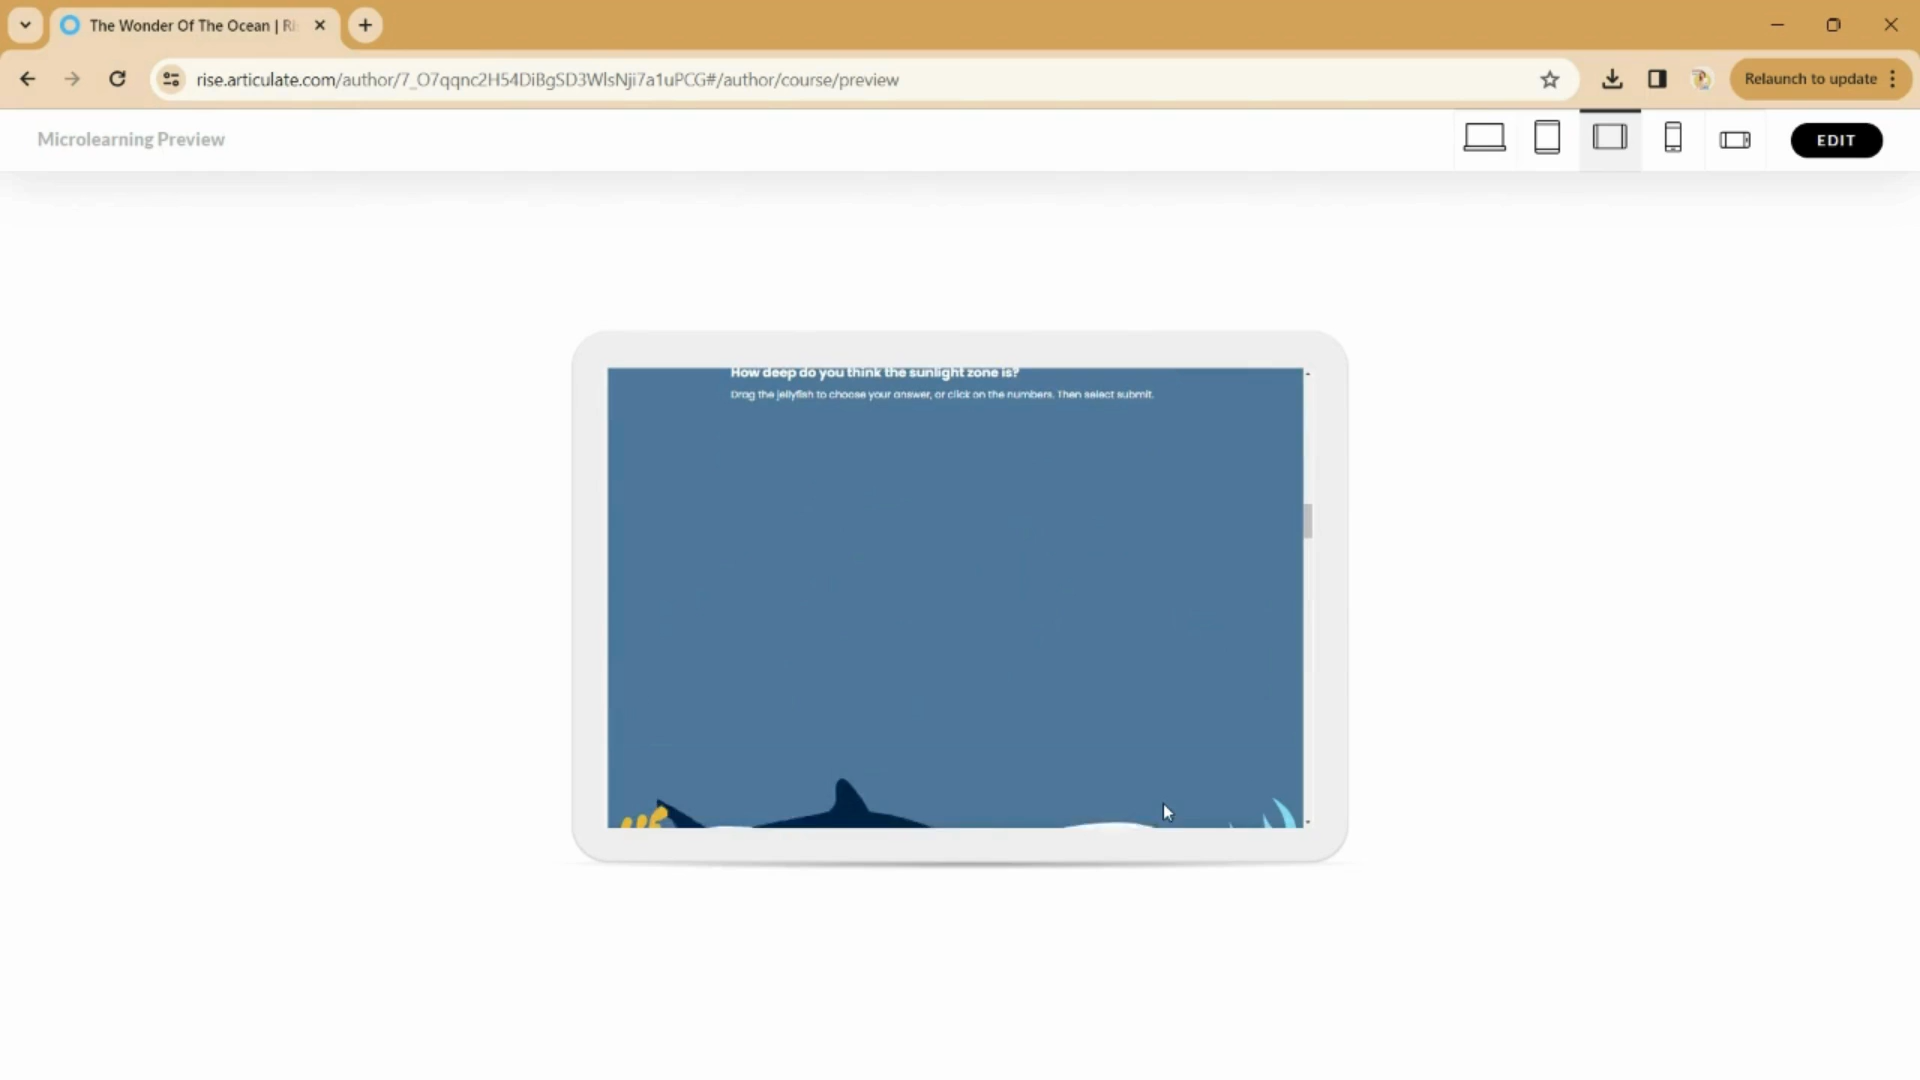 The Wonder Of The Ocean | Ri
rise.articulate.com/author/7_O7qqnc2H54DiBgSD3WlsNji7a1uPCG#/author/course/preview
Relaunch to update
Microlearning Preview
EDIT
How deep do you think the sunlight zone is?
Drag the jellyfish to choose your answer, or click on the numbers. Then select submit.